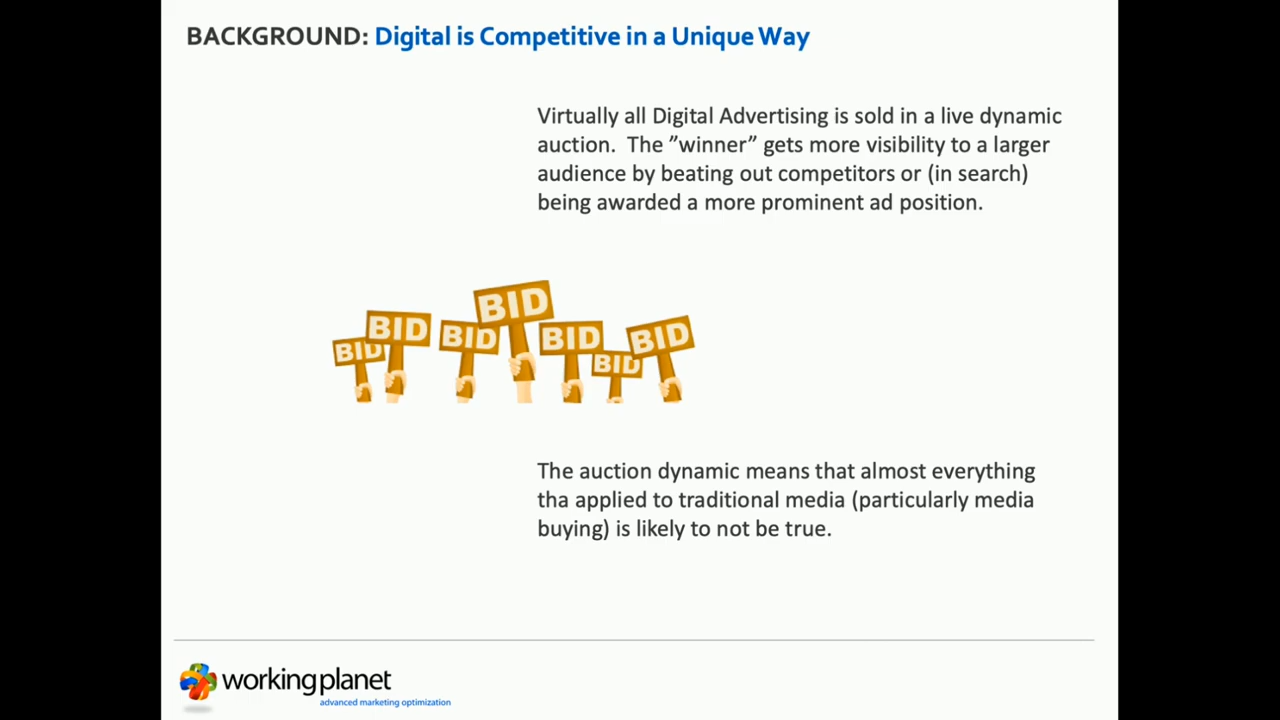 BACKGROUND: Digital is Competitive in a Unique Way
Virtually all Digital Advertising is sold in a live dynamic
auction.  The ”winner” gets more visibility to a larger
audience by beating out competitors or (in search)
being awarded a more prominent ad position.
BID
BID
BID
BID
BID
BID
BID
The auction dynamic means that almost everything
tha applied to traditional media (particularly media
buying) is likely to not be true.
workingplanet
advanced marketing optimization